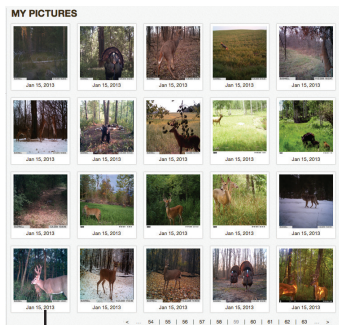 MY PICTURES
Jan 15, 2013 Jan 15, 2013 Jan 15, 2013 Jan 15, 2013 Jan 15, 2013
Jan 15, 2013 Jan 15, 2013 Jan 15, 2013 Jan 15, 2013 Jan 15, 2013
Jan 15, 2013 Jan 15, 2013 Jan 15, 2013 Jan 15, 2013 Jan 15, 2013
Jan 15, 2013 Jan 15, 2013 Jan 15, 2013 Jan 15, 2013 Jan 15, 2013
« ... 54 | 55 | 56 | 57 | 58 | 59 | 60 | 61 | 62 | 63 ... »